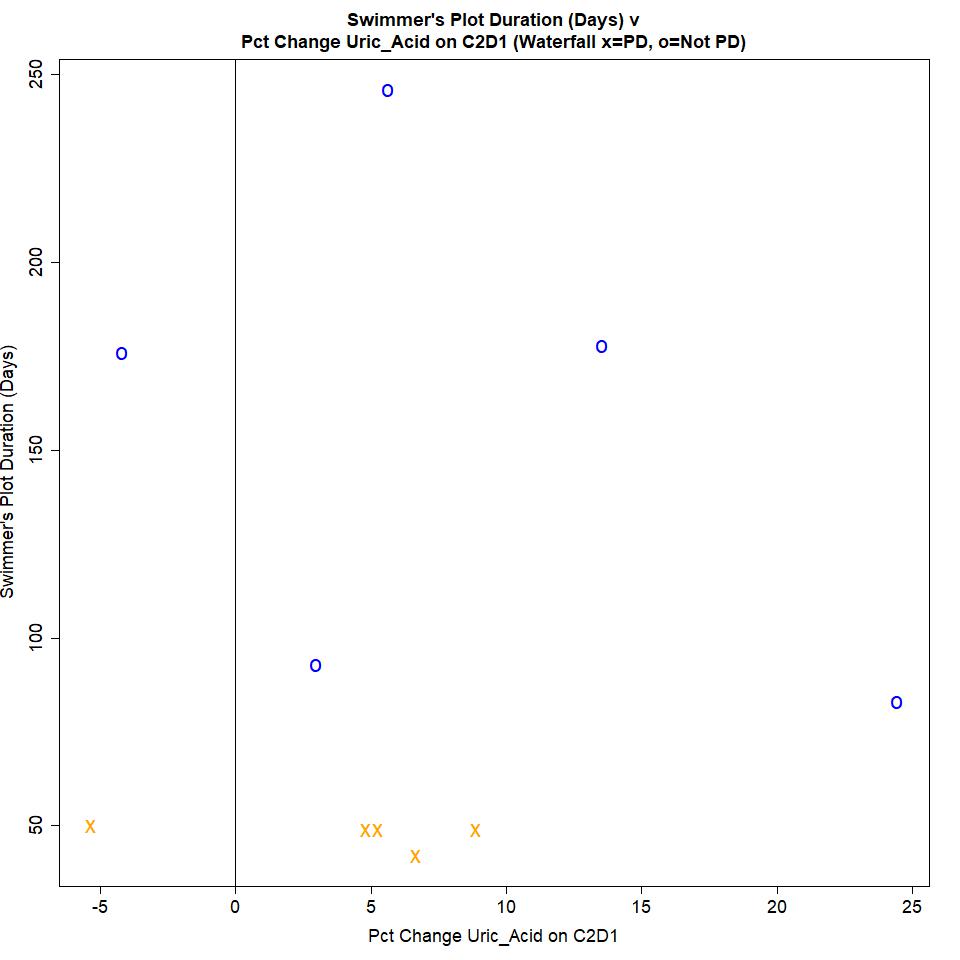 Swimmer's Plot Duration (Days) v
Pct Change Uric_Acid on C2D1 (Waterfall x=PD, o=Not PD)
Swimmer's Plot Duration (Days)
250
200
150
100
50
o
o
o
o
o
x
x
x
x
x
-5
0
5
10
15
20
25
Pct Change Uric_Acid on C2D1